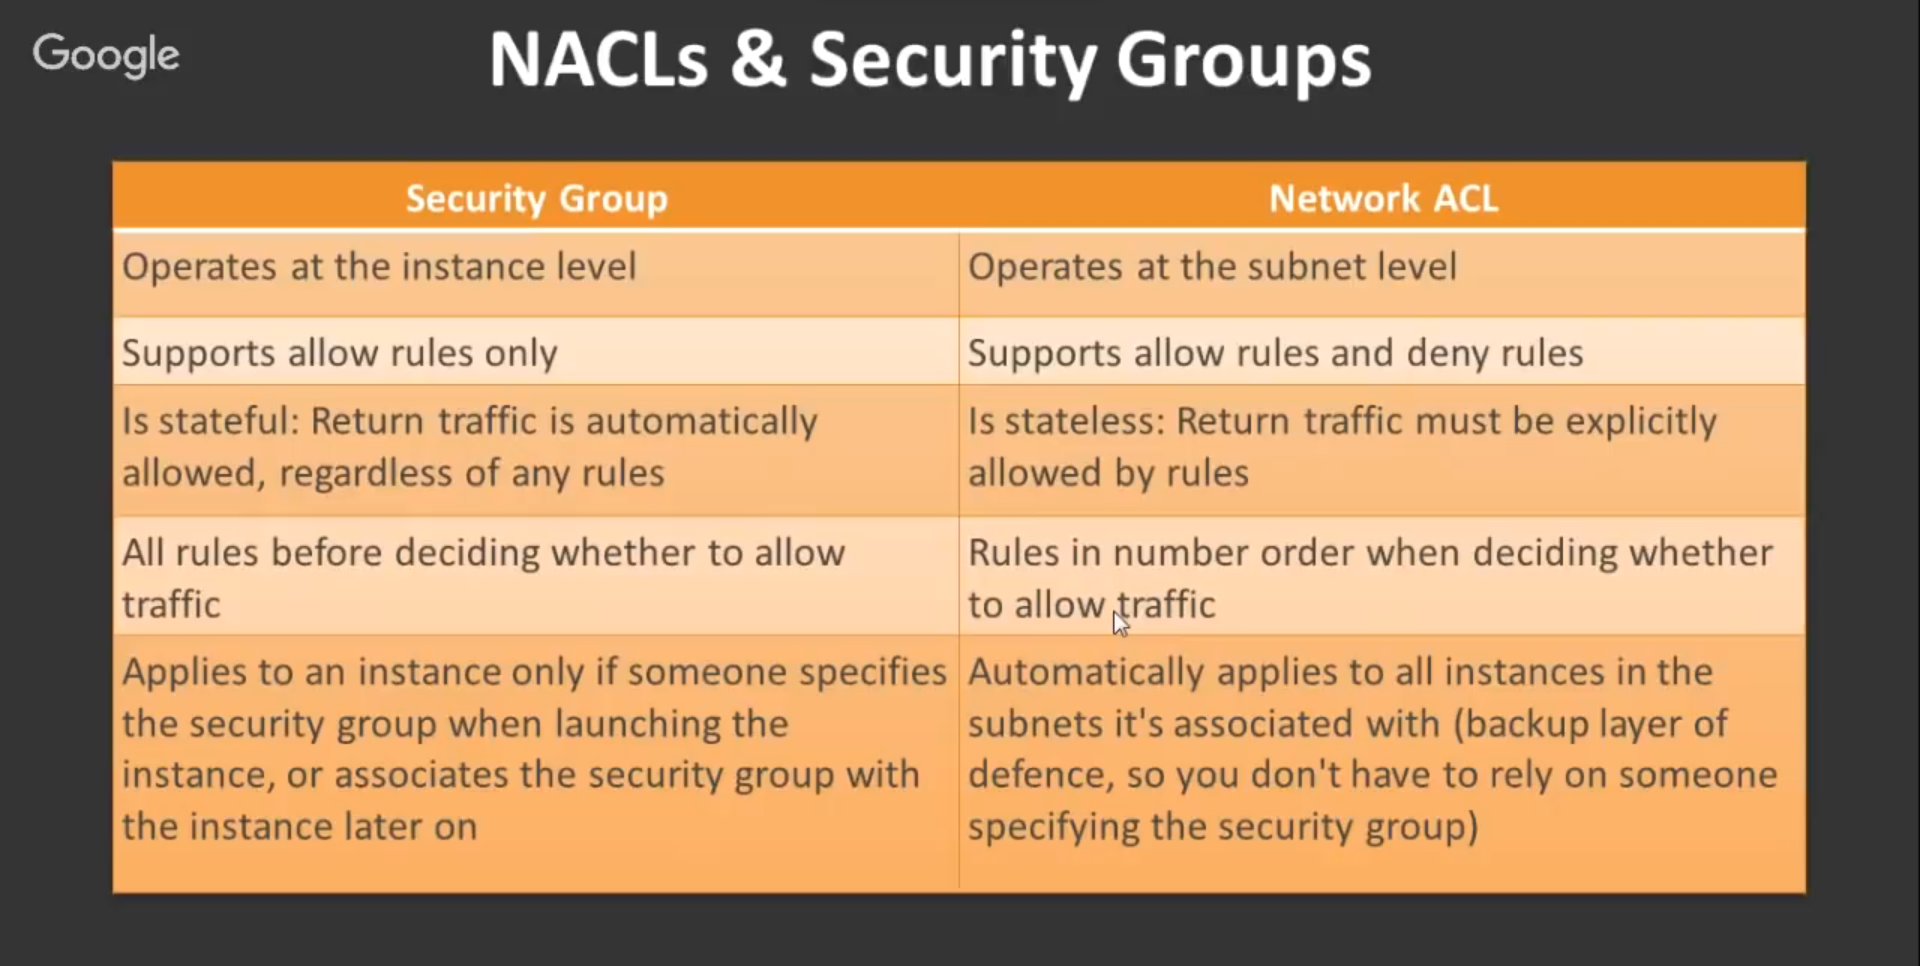 Google
NACLs & Security Groups
Security Group
Network ACL
Operates at the instance level
Operates at the subnet level
Supports allow rules only
Supports allow rules and deny rules
Is stateful: Return traffic is automatically
allowed, regardless of any rules
Is stateless: Return traffic must be explicitly
allowed by rules
All rules before deciding whether to allow
traffic
Rules in number order when deciding whether
to allow traffic
Applies to an instance only if someone specifies
the security group when launching the
instance, or associates the security group with
the instance later on
Automatically applies to all instances in the
subnets it's associated with (backup layer of
defence, so you don't have to rely on someone
specifying the security group)